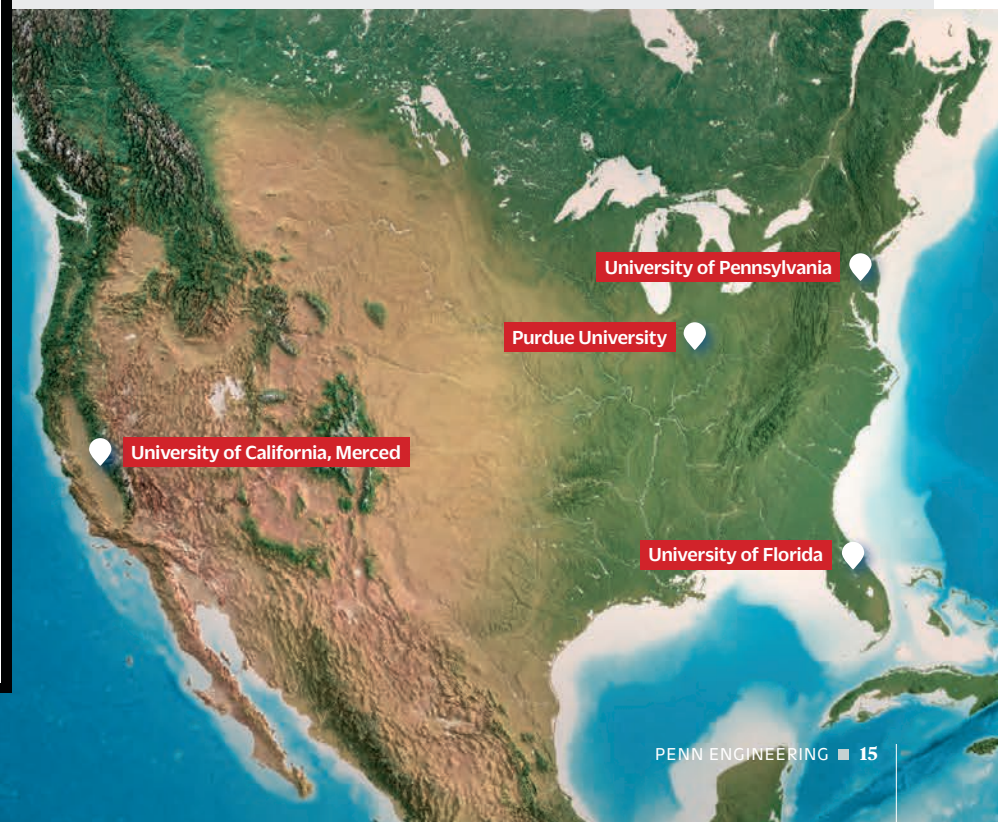 University of Pennsylvania
Purdue University
University of California, Merced
University of Florida
PENN ENGINEERING ■ 15